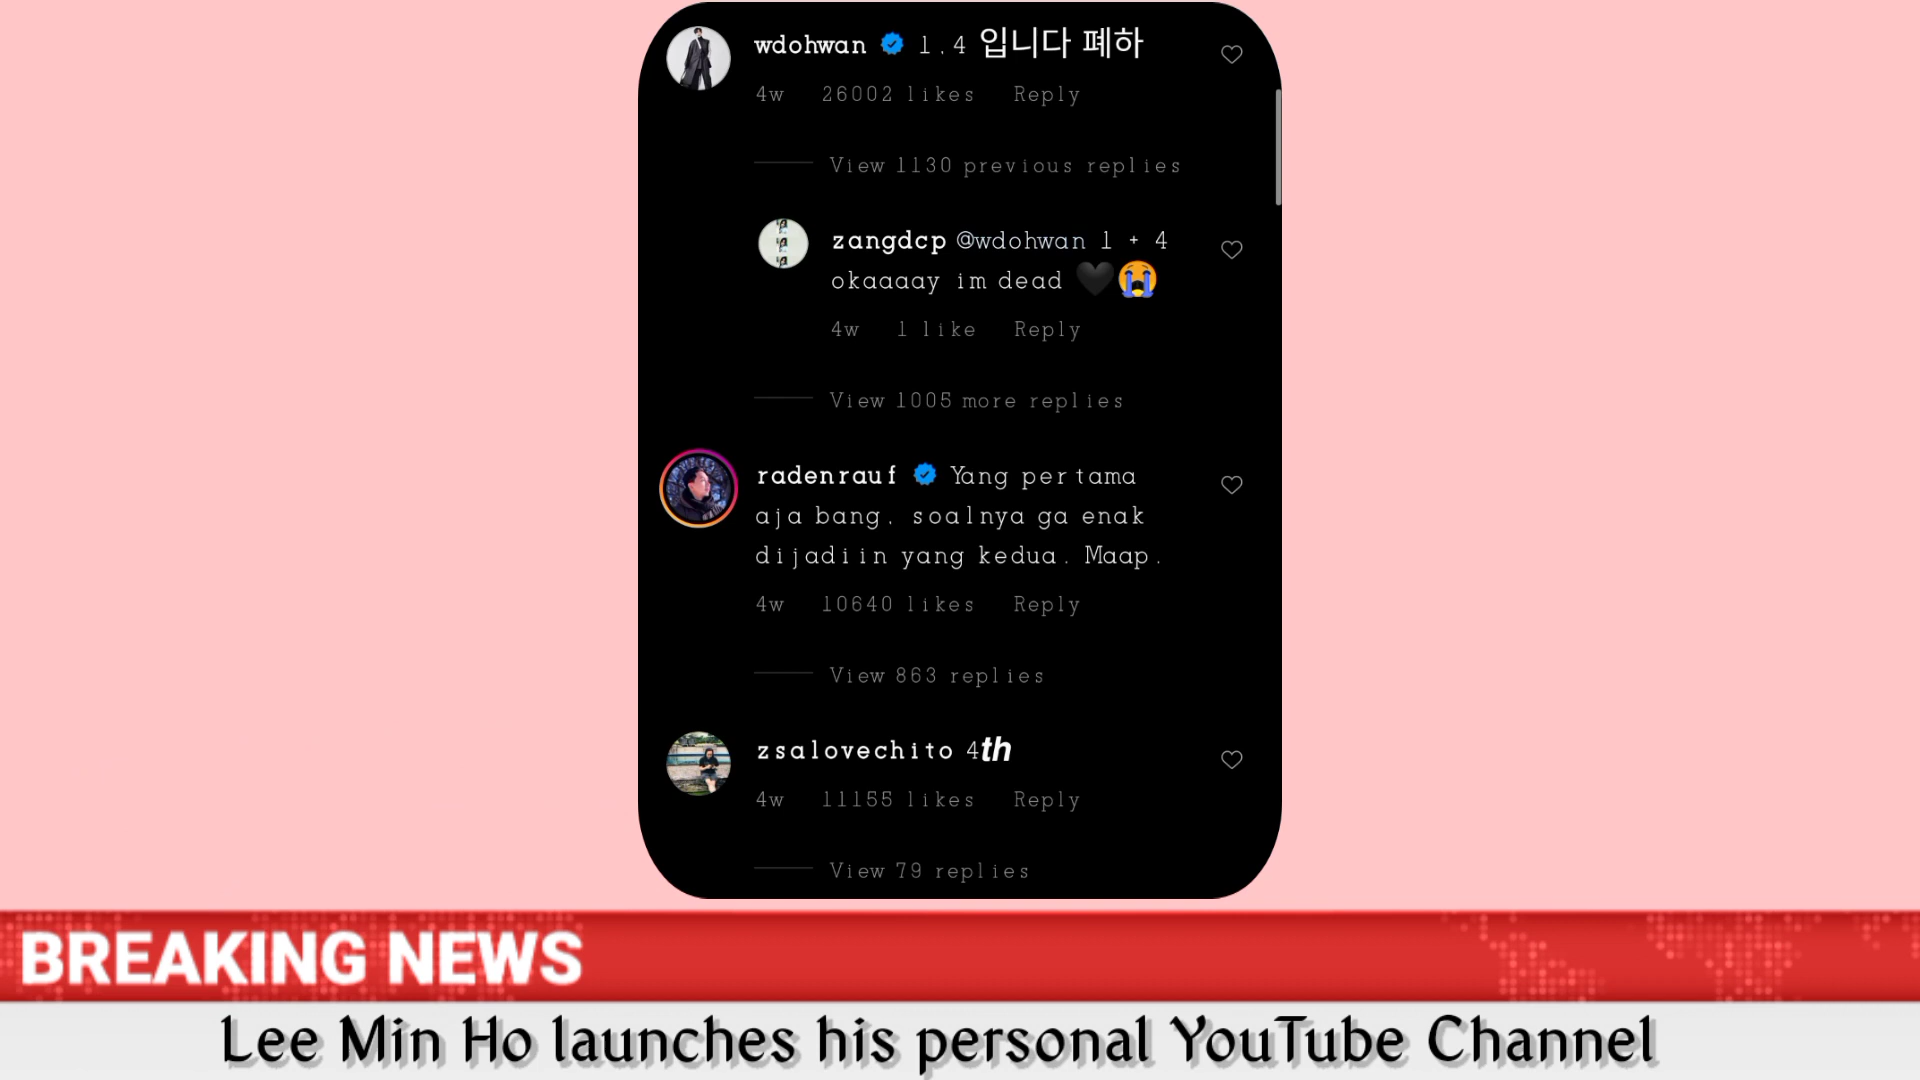 wdohwan 1.4 입니다 폐하
4w 26002 likes Reply
View 1130 previous replies
zangdcp @wdohwan 1 + 4
okaaaay im dead 🖤😭
4w 1 like Reply
View 1005 more replies
radenrauf Yang pertama
aja bang. soalnya ga enak
dijadiin yang kedua. Maap.
4w 10640 likes Reply
View 863 replies
zsalovechito 4th
4w 11155 likes Reply
View 79 replies
BREAKING NEWS
Lee Min Ho launches his personal YouTube Channel